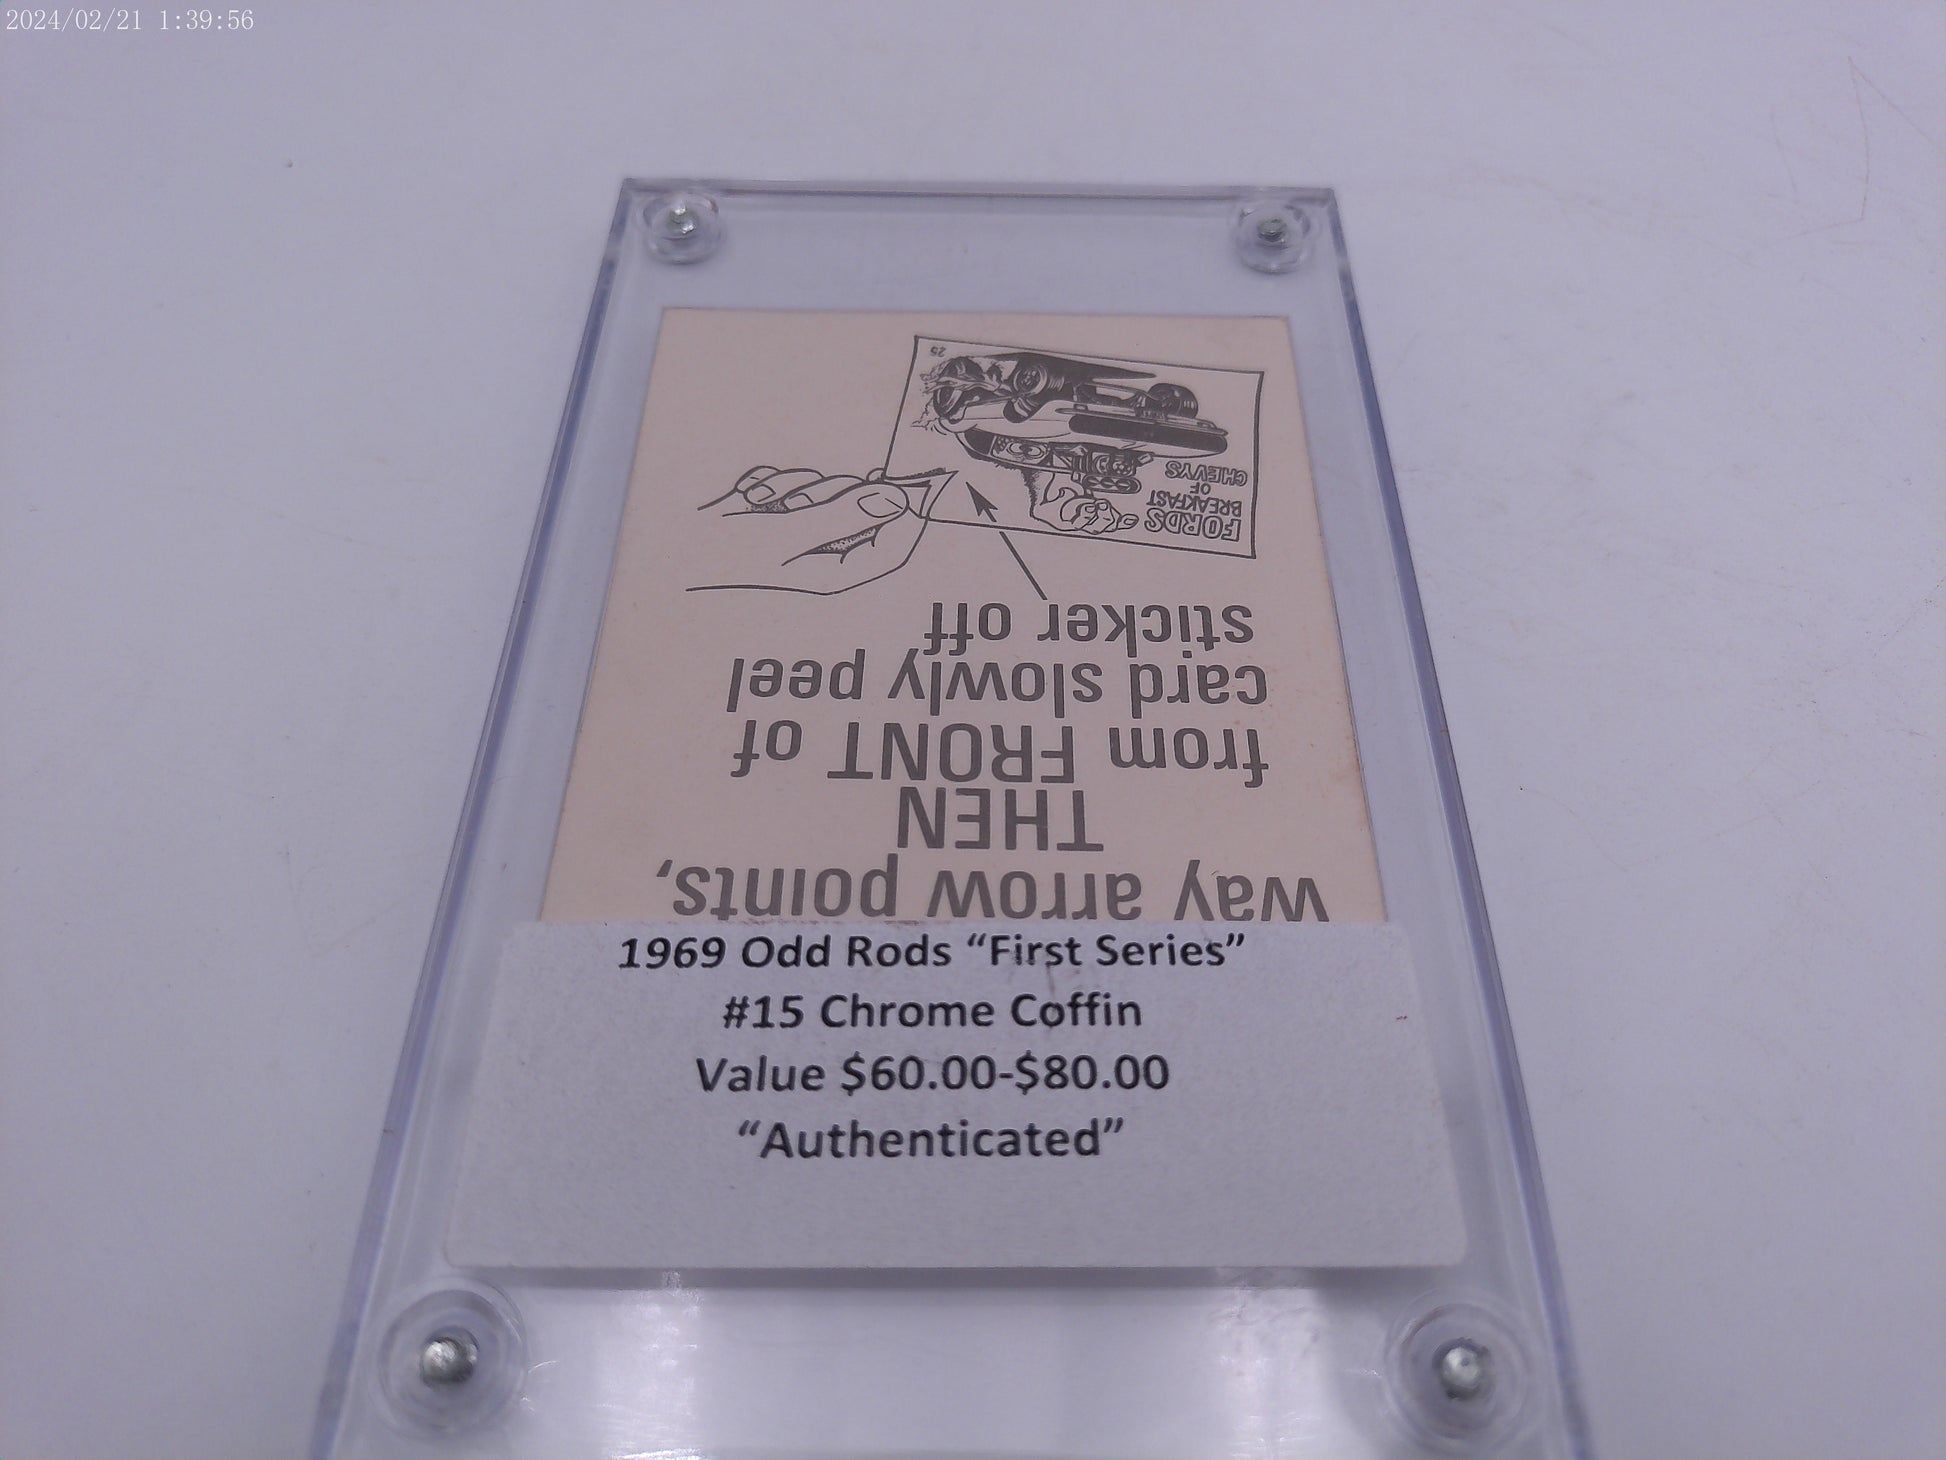 2024/02/21 1:39:56
way arrow points,
THEN
from FRONT of
card slowly peel
sticker off
FORDS
BREAKFAST
OF
CHEVYS
25
1969 Odd Rods “First Series”
#15 Chrome Coffin
Value $60.00-$80.00
“Authenticated”